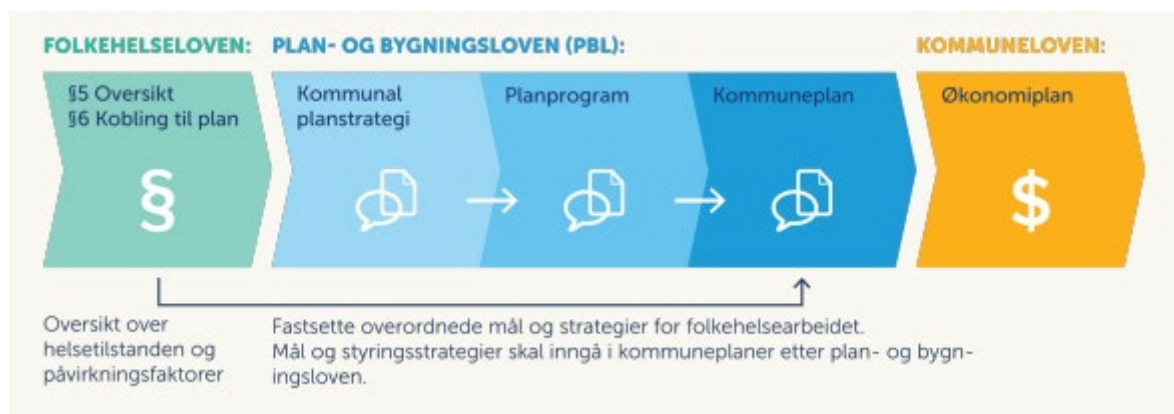 FOLKEHELSELOVEN:
PLAN- OG BYGNINGSLOVEN (PBL):
KOMMUNELOVEN:
§5 Oversikt
§6 Kobling til plan
§
Kommunal
planstrategi
Planprogram
Kommuneplan
Økonomiplan
$
Oversikt over
helsetilstanden og
påvirkningsfaktorer
Fastsette overordnede mål og strategier for folkehelsearbeidet.
Mål og styringsstrategier skal inngå i kommuneplaner etter plan- og bygn-
ingsloven.